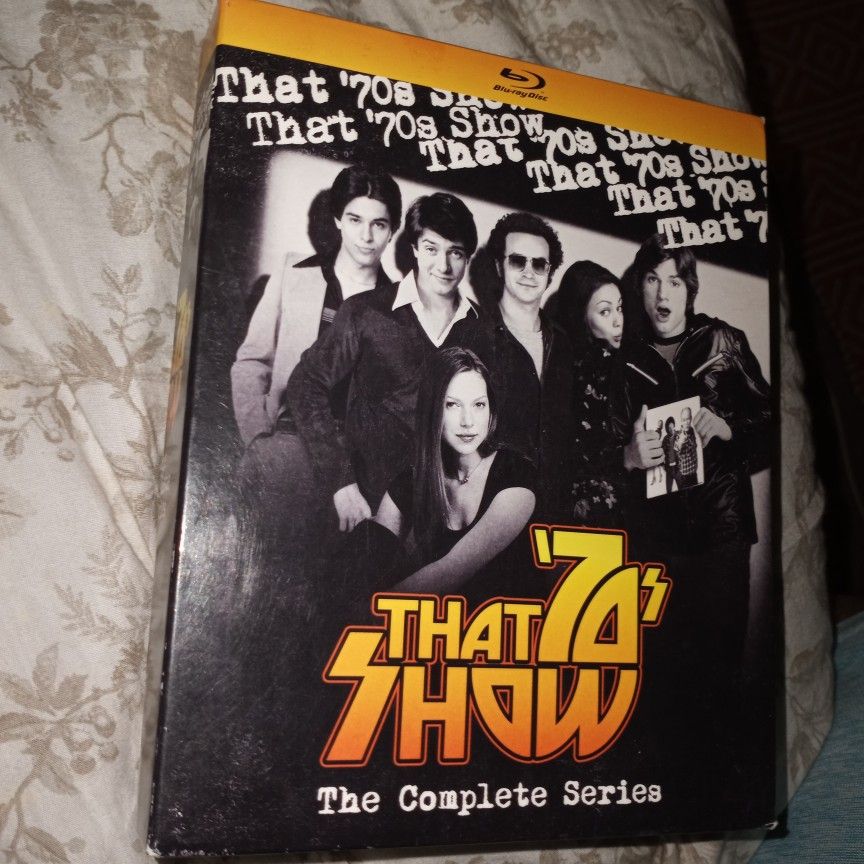 Blu-ray Disc
That '70s Show
That '70s Show
That '70s Show
That '70s Show
That '70s
That '7
THAT '70s
SHOW
The Complete Series